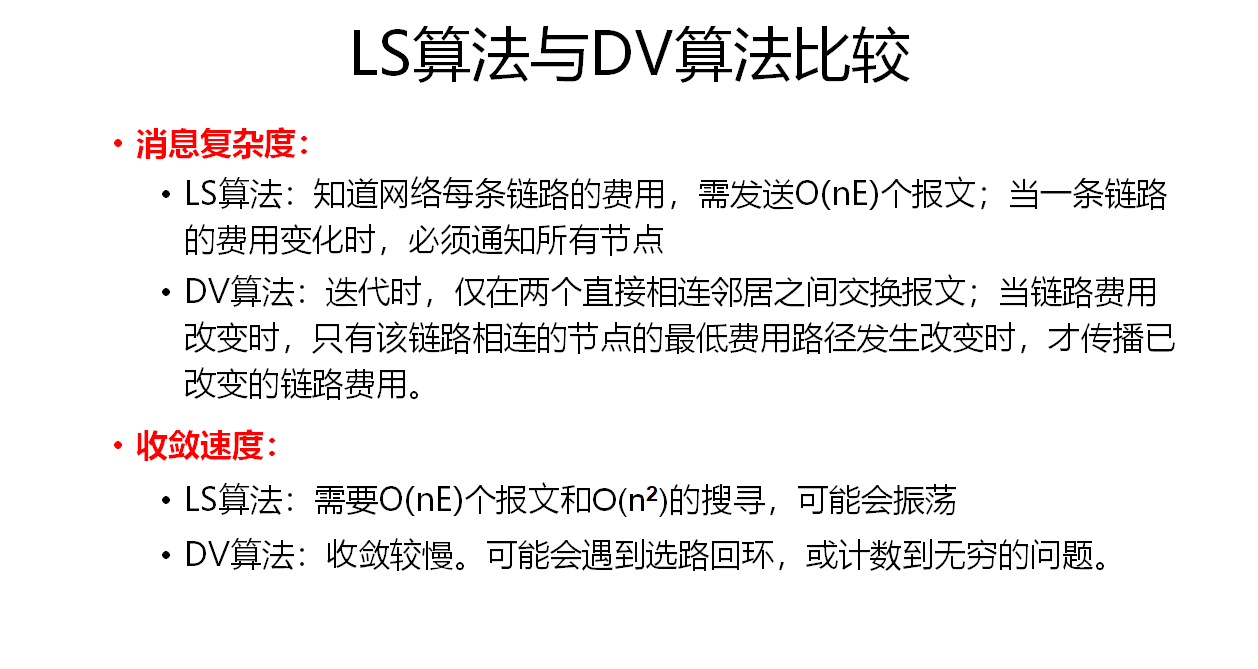 LS算法与DV算法比较
• 消息复杂度：
• LS算法：知道网络每条链路的费用，需发送O(nE)个报文；当一条链路
的费用变化时，必须通知所有节点
• DV算法：迭代时，仅在两个直接相连邻居之间交换报文；当链路费用
改变时，只有该链路相连的节点的最低费用路径发生改变时，才传播已
改变的链路费用。
• 收敛速度：
• LS算法：需要O(nE)个报文和O(n²)的搜寻，可能会振荡
• DV算法：收敛较慢。可能会遇到选路回环，或计数到无穷的问题。